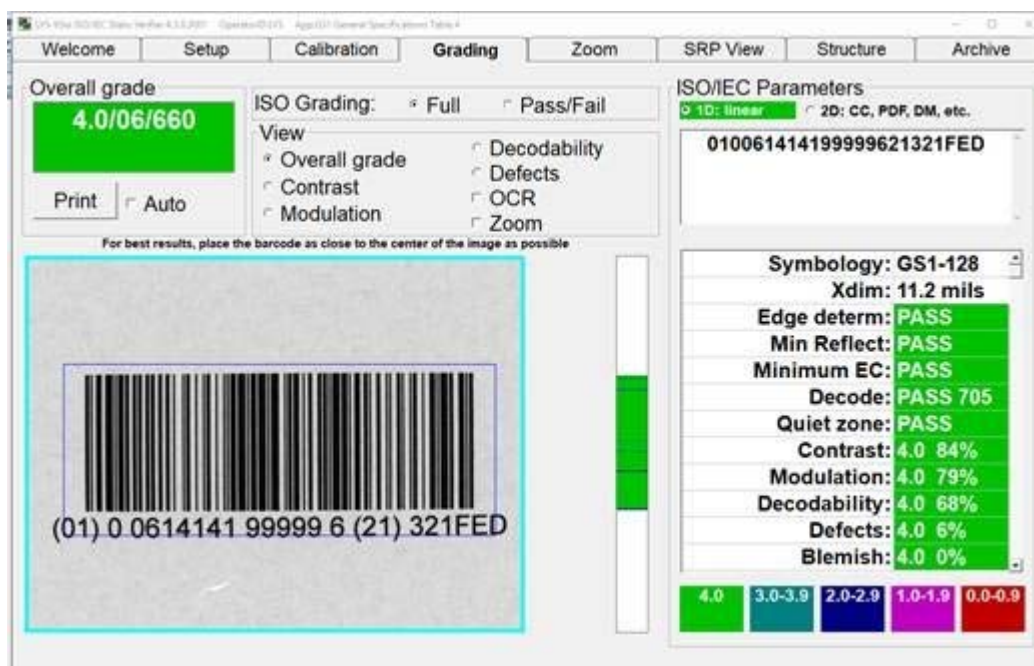 Welcome Setup Calibration Grading Zoom SRP View Structure Archive
Overall grade
4.0/06/660
Print Auto
ISO Grading: Full Pass/Fail
View
Overall grade
Contrast
Modulation
Decodability
Defects
OCR
Zoom
For best results, place the barcode as close to the center of the image as possible
(01) 0 0614141 99999 6 (21) 321FED
ISO/IEC Parameters
1D: linear 2D: CC, PDF, DM, etc.
010061414199999621321FED
Symbology: GS1-128
Xdim: 11.2 mils
Edge determ: PASS
Min Reflect: PASS
Minimum EC: PASS
Decode: PASS 705
Quiet zone: PASS
Contrast: 4.0 84%
Modulation: 4.0 79%
Decodability: 4.0 68%
Defects: 4.0 6%
Blemish: 4.0 0%
4.0 3.0-3.9 2.0-2.9 1.0-1.9 0.0-0.9